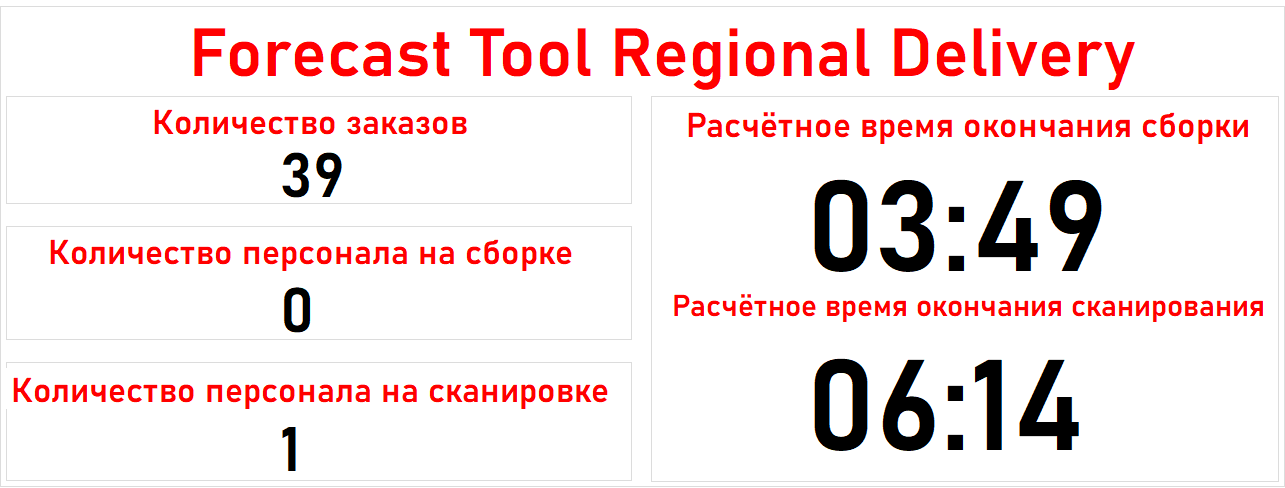 Forecast Tool Regional Delivery
Количество заказов
39
Количество персонала на сборке
0
Количество персонала на сканировке
1
Расчётное время окончания сборки
03:49
Расчётное время окончания сканирования
06:14